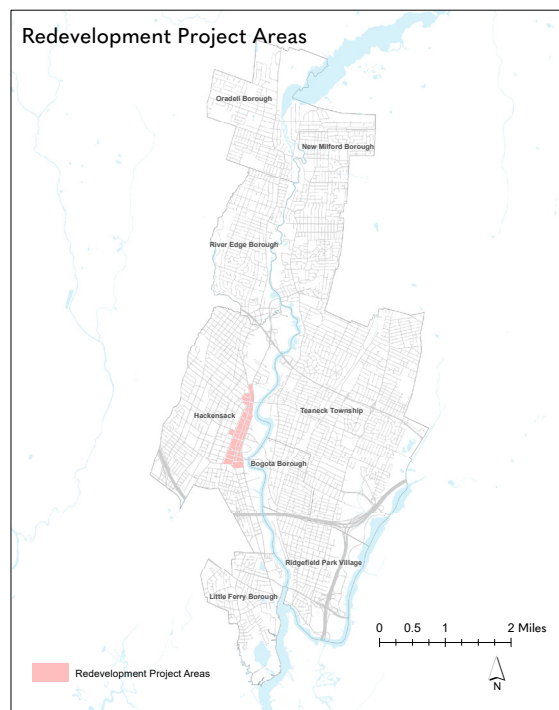 Redevelopment Project Areas
Oradell Borough
New Milford Borough
River Edge Borough
Hackensack
Teaneck Township
Bogota Borough
Ridgefield Park Village
Little Ferry Borough
0 0.5 1 2 Miles
Redevelopment Project Areas
N